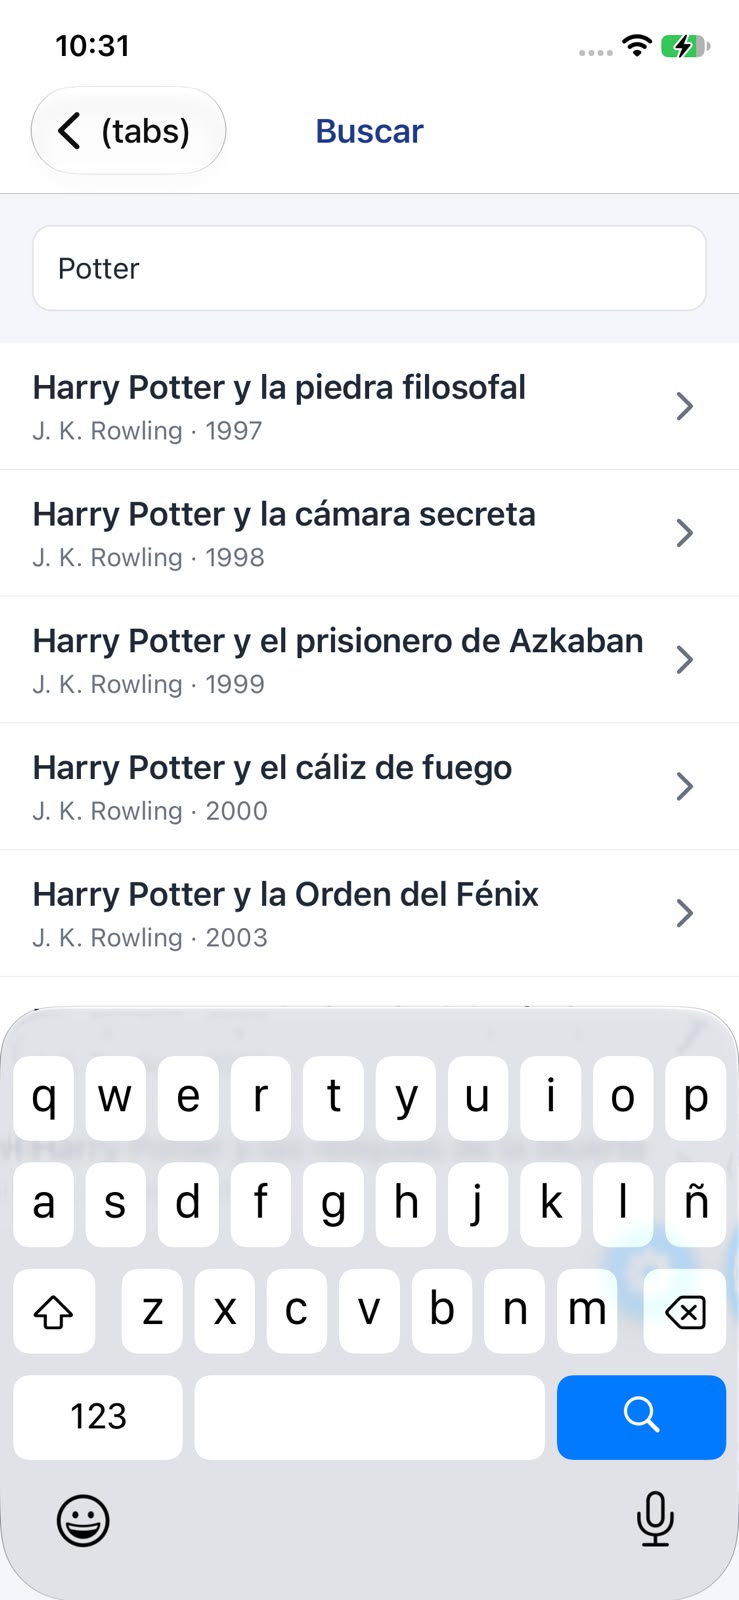 10:31
(tabs)
Buscar
Potter
Harry Potter y la piedra filosofal
J. K. Rowling · 1997
Harry Potter y la cámara secreta
J. K. Rowling · 1998
Harry Potter y el prisionero de Azkaban
J. K. Rowling · 1999
Harry Potter y el cáliz de fuego
J. K. Rowling · 2000
Harry Potter y la Orden del Fénix
J. K. Rowling · 2003
q w e r t y u i o p
a s d f g h j k l ñ
z x c v b n m
123